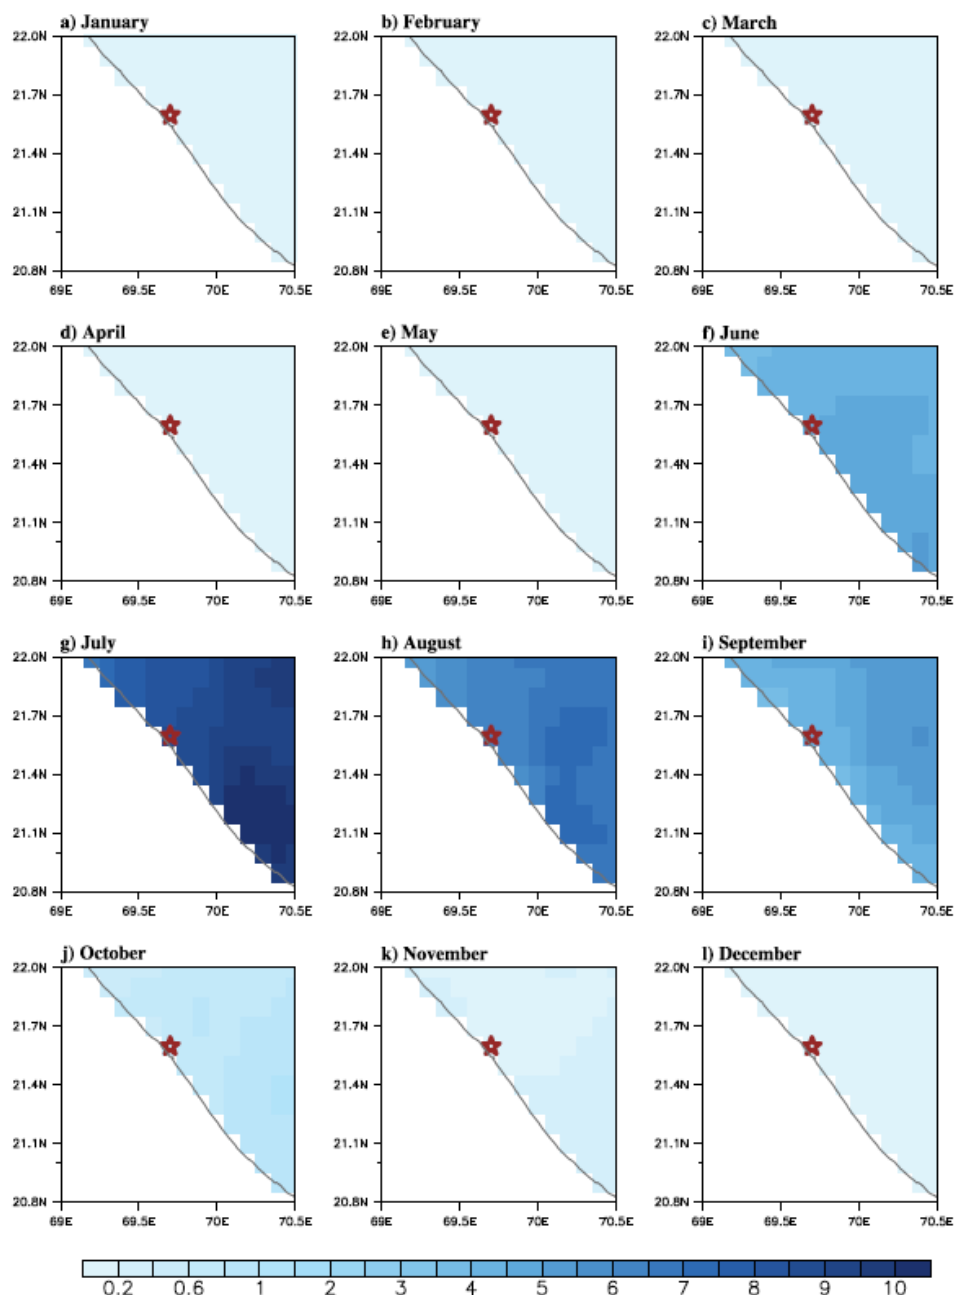 a) January b) February c) March
22.0N 22.0N 22.0N
21.7N 21.7N 21.7N
21.4N 21.4N 21.4N
21.1N 21.1N 21.1N
20.8N 20.8N 20.8N
69E 69.5E 70E 70.5E 69E 69.5E 70E 70.5E 69E 69.5E 70E 70.5E
d) April e) May f) June
22.0N 22.0N 22.0N
21.7N 21.7N 21.7N
21.4N 21.4N 21.4N
21.1N 21.1N 21.1N
20.8N 20.8N 20.8N
69E 69.5E 70E 70.5E 69E 69.5E 70E 70.5E 69E 69.5E 70E 70.5E
g) July h) August i) September
22.0N 22.0N 22.0N
21.7N 21.7N 21.7N
21.4N 21.4N 21.4N
21.1N 21.1N 21.1N
20.8N 20.8N 20.8N
69E 69.5E 70E 70.5E 69E 69.5E 70E 70.5E 69E 69.5E 70E 70.5E
j) October k) November l) December
22.0N 22.0N 22.0N
21.7N 21.7N 21.7N
21.4N 21.4N 21.4N
21.1N 21.1N 21.1N
20.8N 20.8N 20.8N
69E 69.5E 70E 70.5E 69E 69.5E 70E 70.5E 69E 69.5E 70E 70.5E
0.2 0.6 1 2 3 4 5 6 7 8 9 10